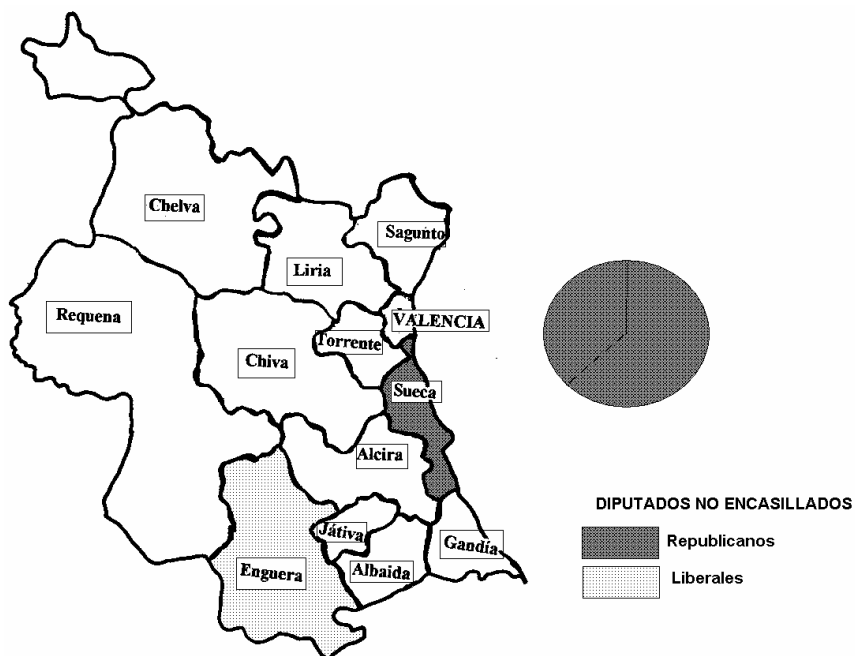 Chelva
Sagunto
Liria
Requena
VALENCIA
Torrente
Chiva
Sueca
Alcira
Játiva
Gandía
Enguera
Albaida
DIPUTADOS NO ENCASILLADOS
Republicanos
Liberales